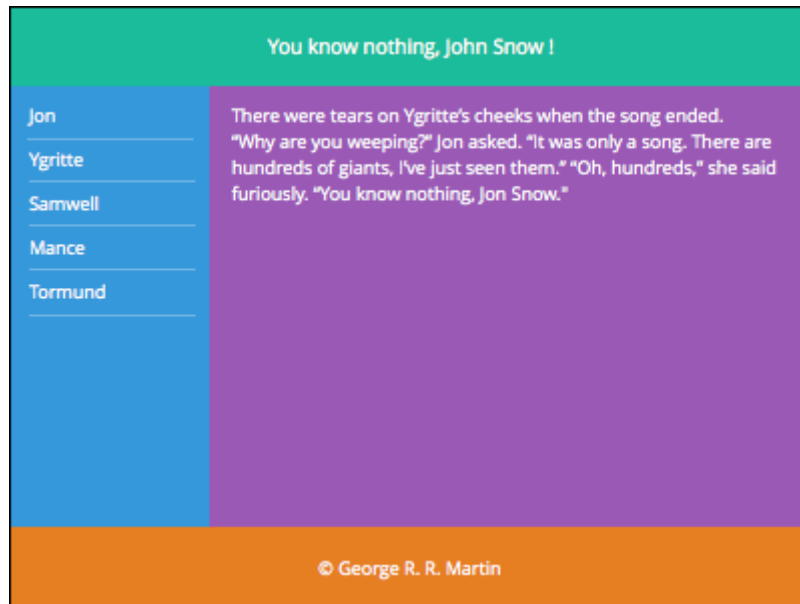 You know nothing, John Snow !
Jon
Ygritte
Samwell
Mance
Tormund
There were tears on Ygritte’s cheeks when the song ended.
“Why are you weeping?” Jon asked. “It was only a song. There are
hundreds of giants, I’ve just seen them.” “Oh, hundreds,” she said
furiously. “You know nothing, Jon Snow."
© George R. R. Martin